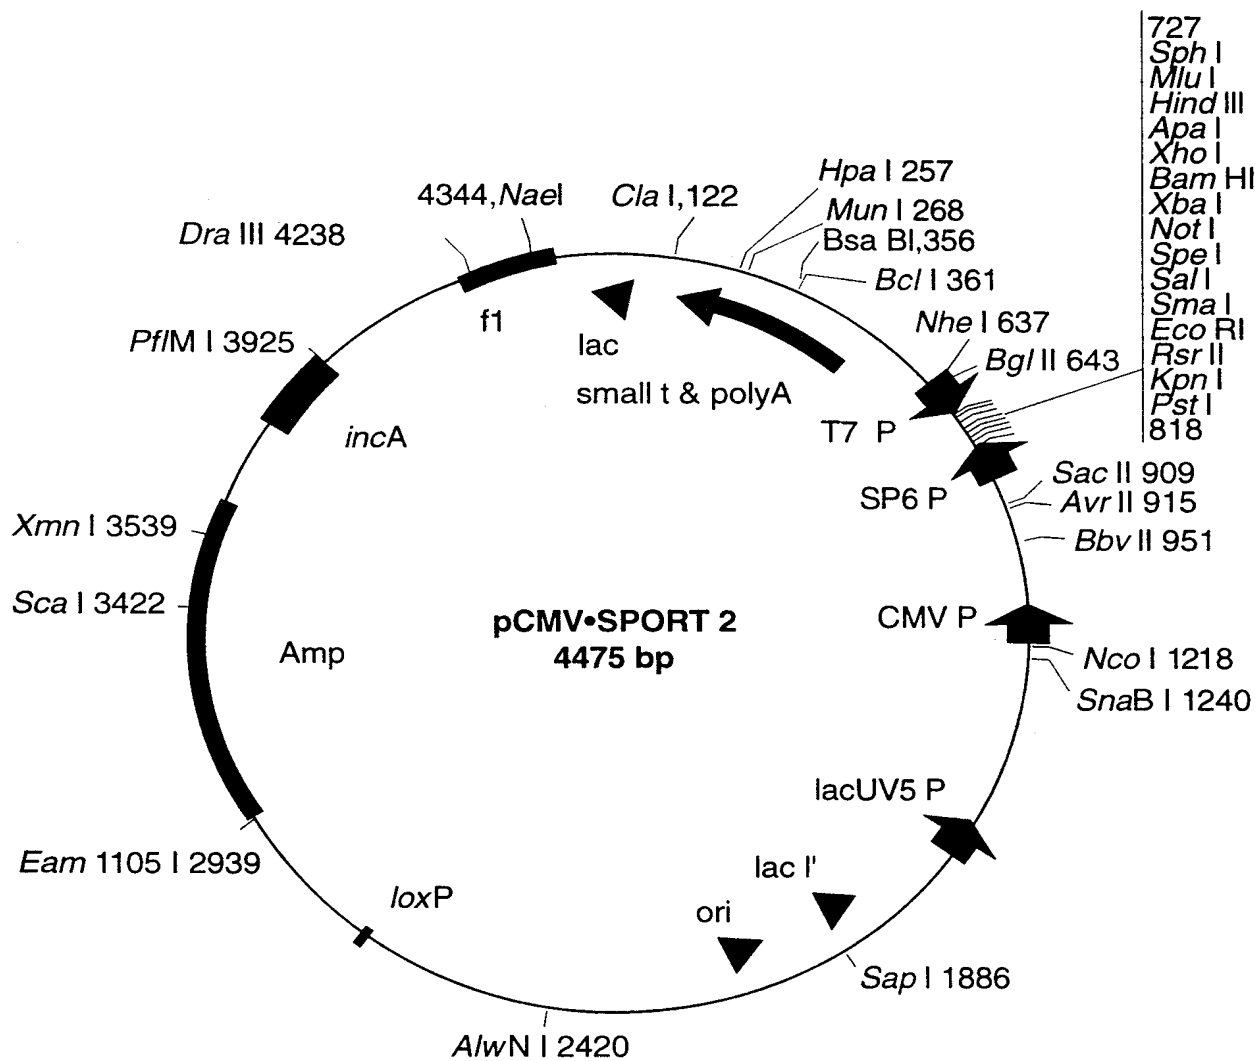 727
Sph I
Mlu I
Hind III
Apa I
Xho I
Bam HI
Xba I
Not I
Spe I
Sal I
Sma I
Eco RI
Rsr II
Kpn I
Pst I
818
Hpa I 257
4344,NaeI
Cla I,122
Mun I 268
Dra III 4238
Bsa BI,356
Bcl I 361
f1
Nhe I 637
PflM I 3925
lac
Bgl II 643
small t & polyA
T7 P
incA
Sac II 909
SP6 P
Avr II 915
Xmn I 3539
Bbv II 951
Sca I 3422
pCMV•SPORT 2
CMV P
Amp
4475 bp
Nco I 1218
SnaB I 1240
lacUV5 P
Eam 1105 I 2939
lac I'
loxP
ori
Sap I 1886
AlwN I 2420